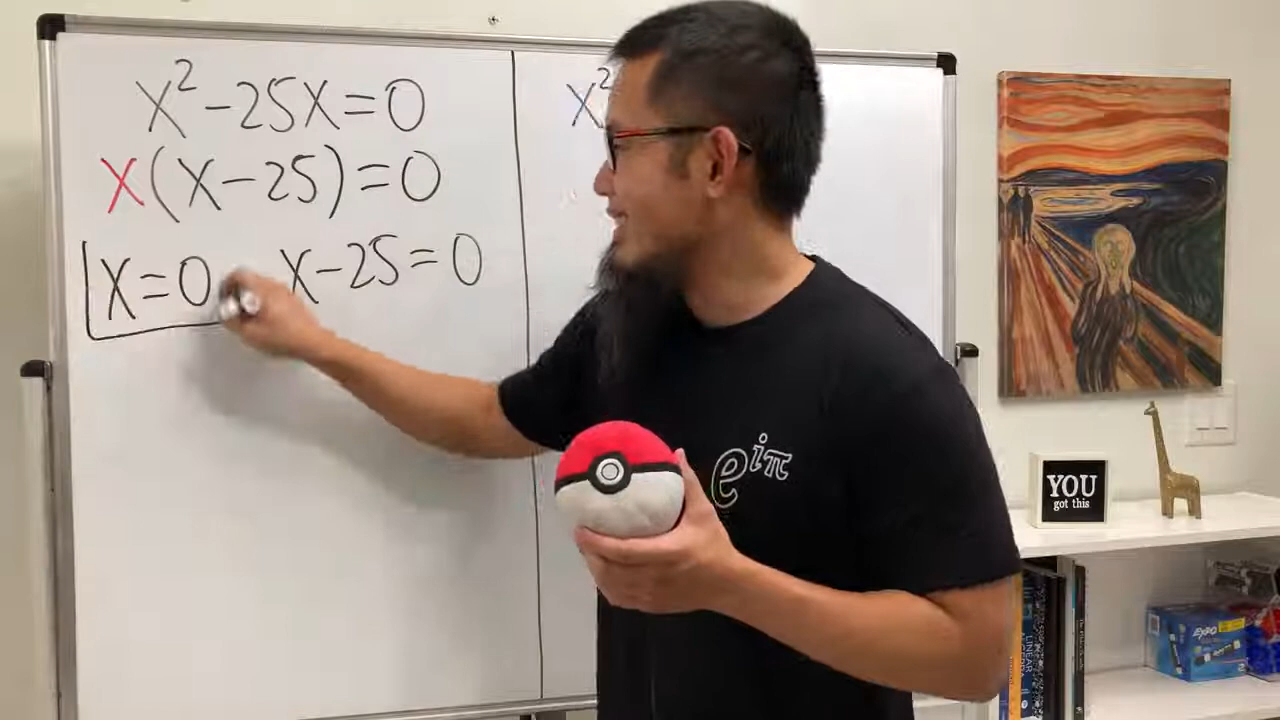 x² - 25x = 0
x(x - 25) = 0
x = 0 x - 25 = 0
x²
e^{iπ}
YOU
got this
EXPO
LINEAR